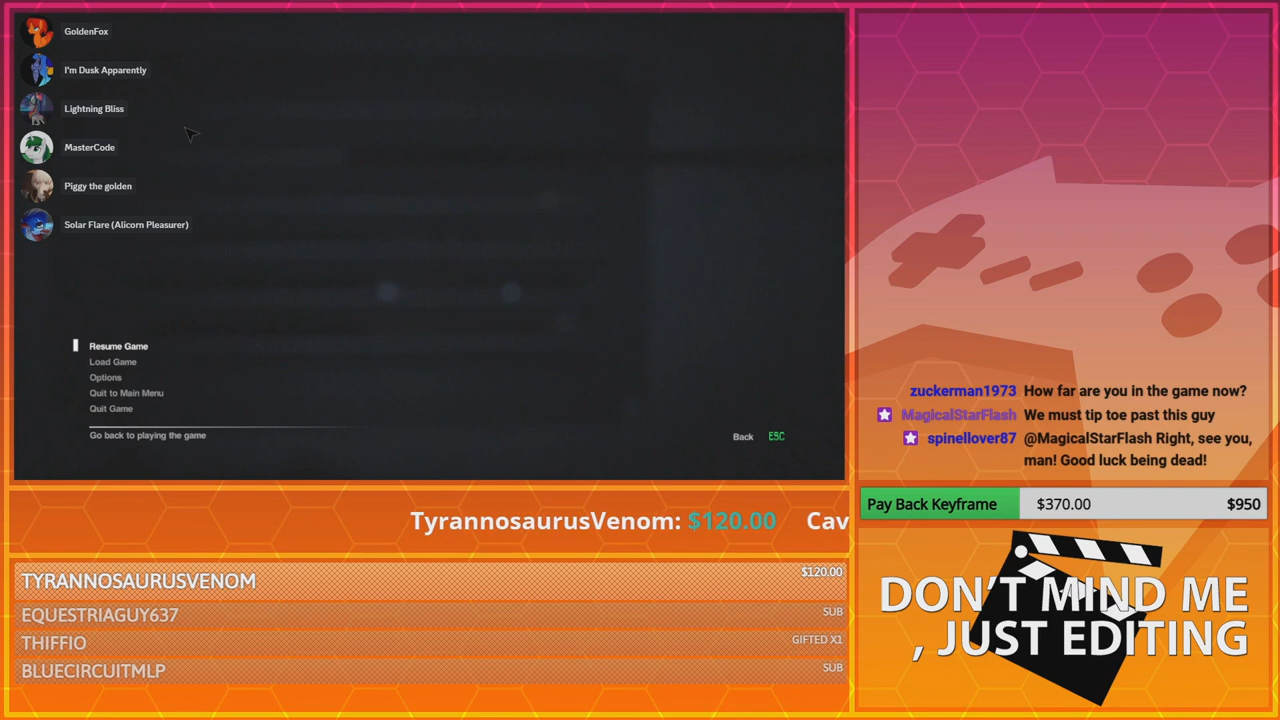 GoldenFox
I'm Dusk Apparently
Lightning Bliss
MasterCode
Piggy the golden
Solar Flare (Alicorn Pleasurer)
Resume Game
Load Game
Options
Quit to Main Menu
Quit Game
Go back to playing the game
Back ESC
zuckerman1973 How far are you in the game now?
MagicalStarFlash We must tip toe past this guy
spinellover87 @MagicalStarFlash Right, see you,
man! Good luck being dead!
Pay Back Keyframe $370.00 $950
TyrannosaurusVenom: $120.00 Cav
TYRANNOSAURUSVENOM $120.00
EQUESTRIAGUY637 SUB
THIFFIO GIFTED X1
BLUECIRCUITMLP SUB
DON'T MIND ME
, JUST EDITING